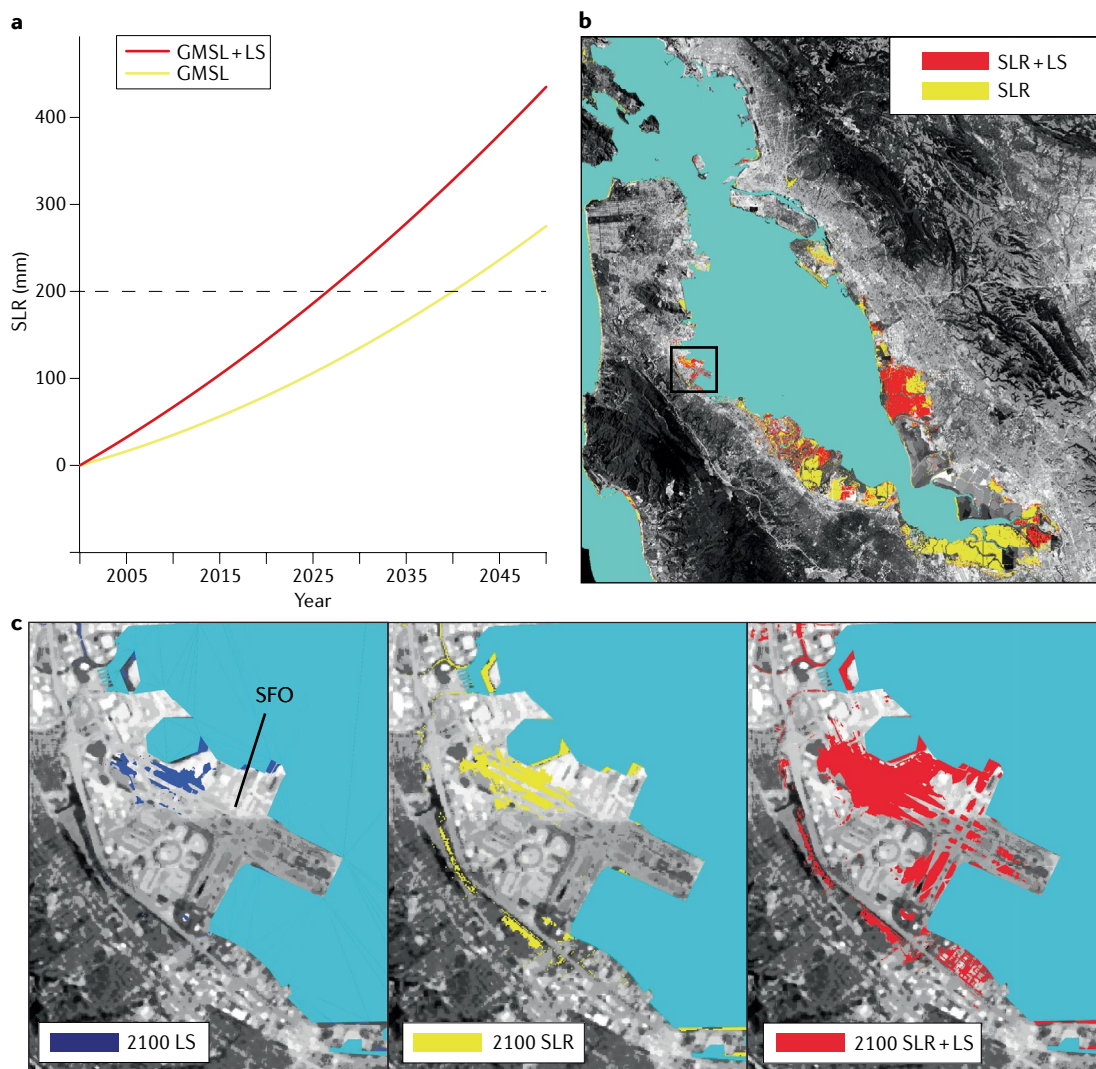 a
GMSL + LS
GMSL
400
300
200
100
0
SLR (mm)
2005 2015 2025 2035 2045
Year
b
SLR + LS
SLR
c
SFO
2100 LS
2100 SLR
2100 SLR + LS